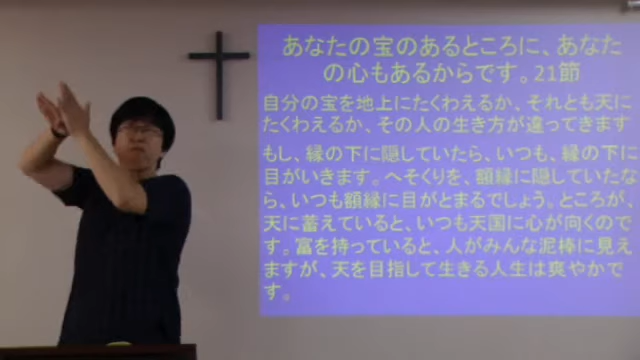 あなたの宝のあるところに、あなた
の心もあるからです。21節
自分の宝を地上にたくわえるか、それとも天に
たくわえるか、その人の生き方が違ってきます
もし、縁の下に隠していたら、いつも、縁の下に
目がいきます。へそくりを、額縁に隠していたな
ら、いつも額縁に目がとまるでしょう。ところが、
天に蓄えていると、いつも天国に心が向くので
す。富を持っていると、人がみんな泥棒に見え
ますが、天を目指して生きる人生は爽やかで
す。